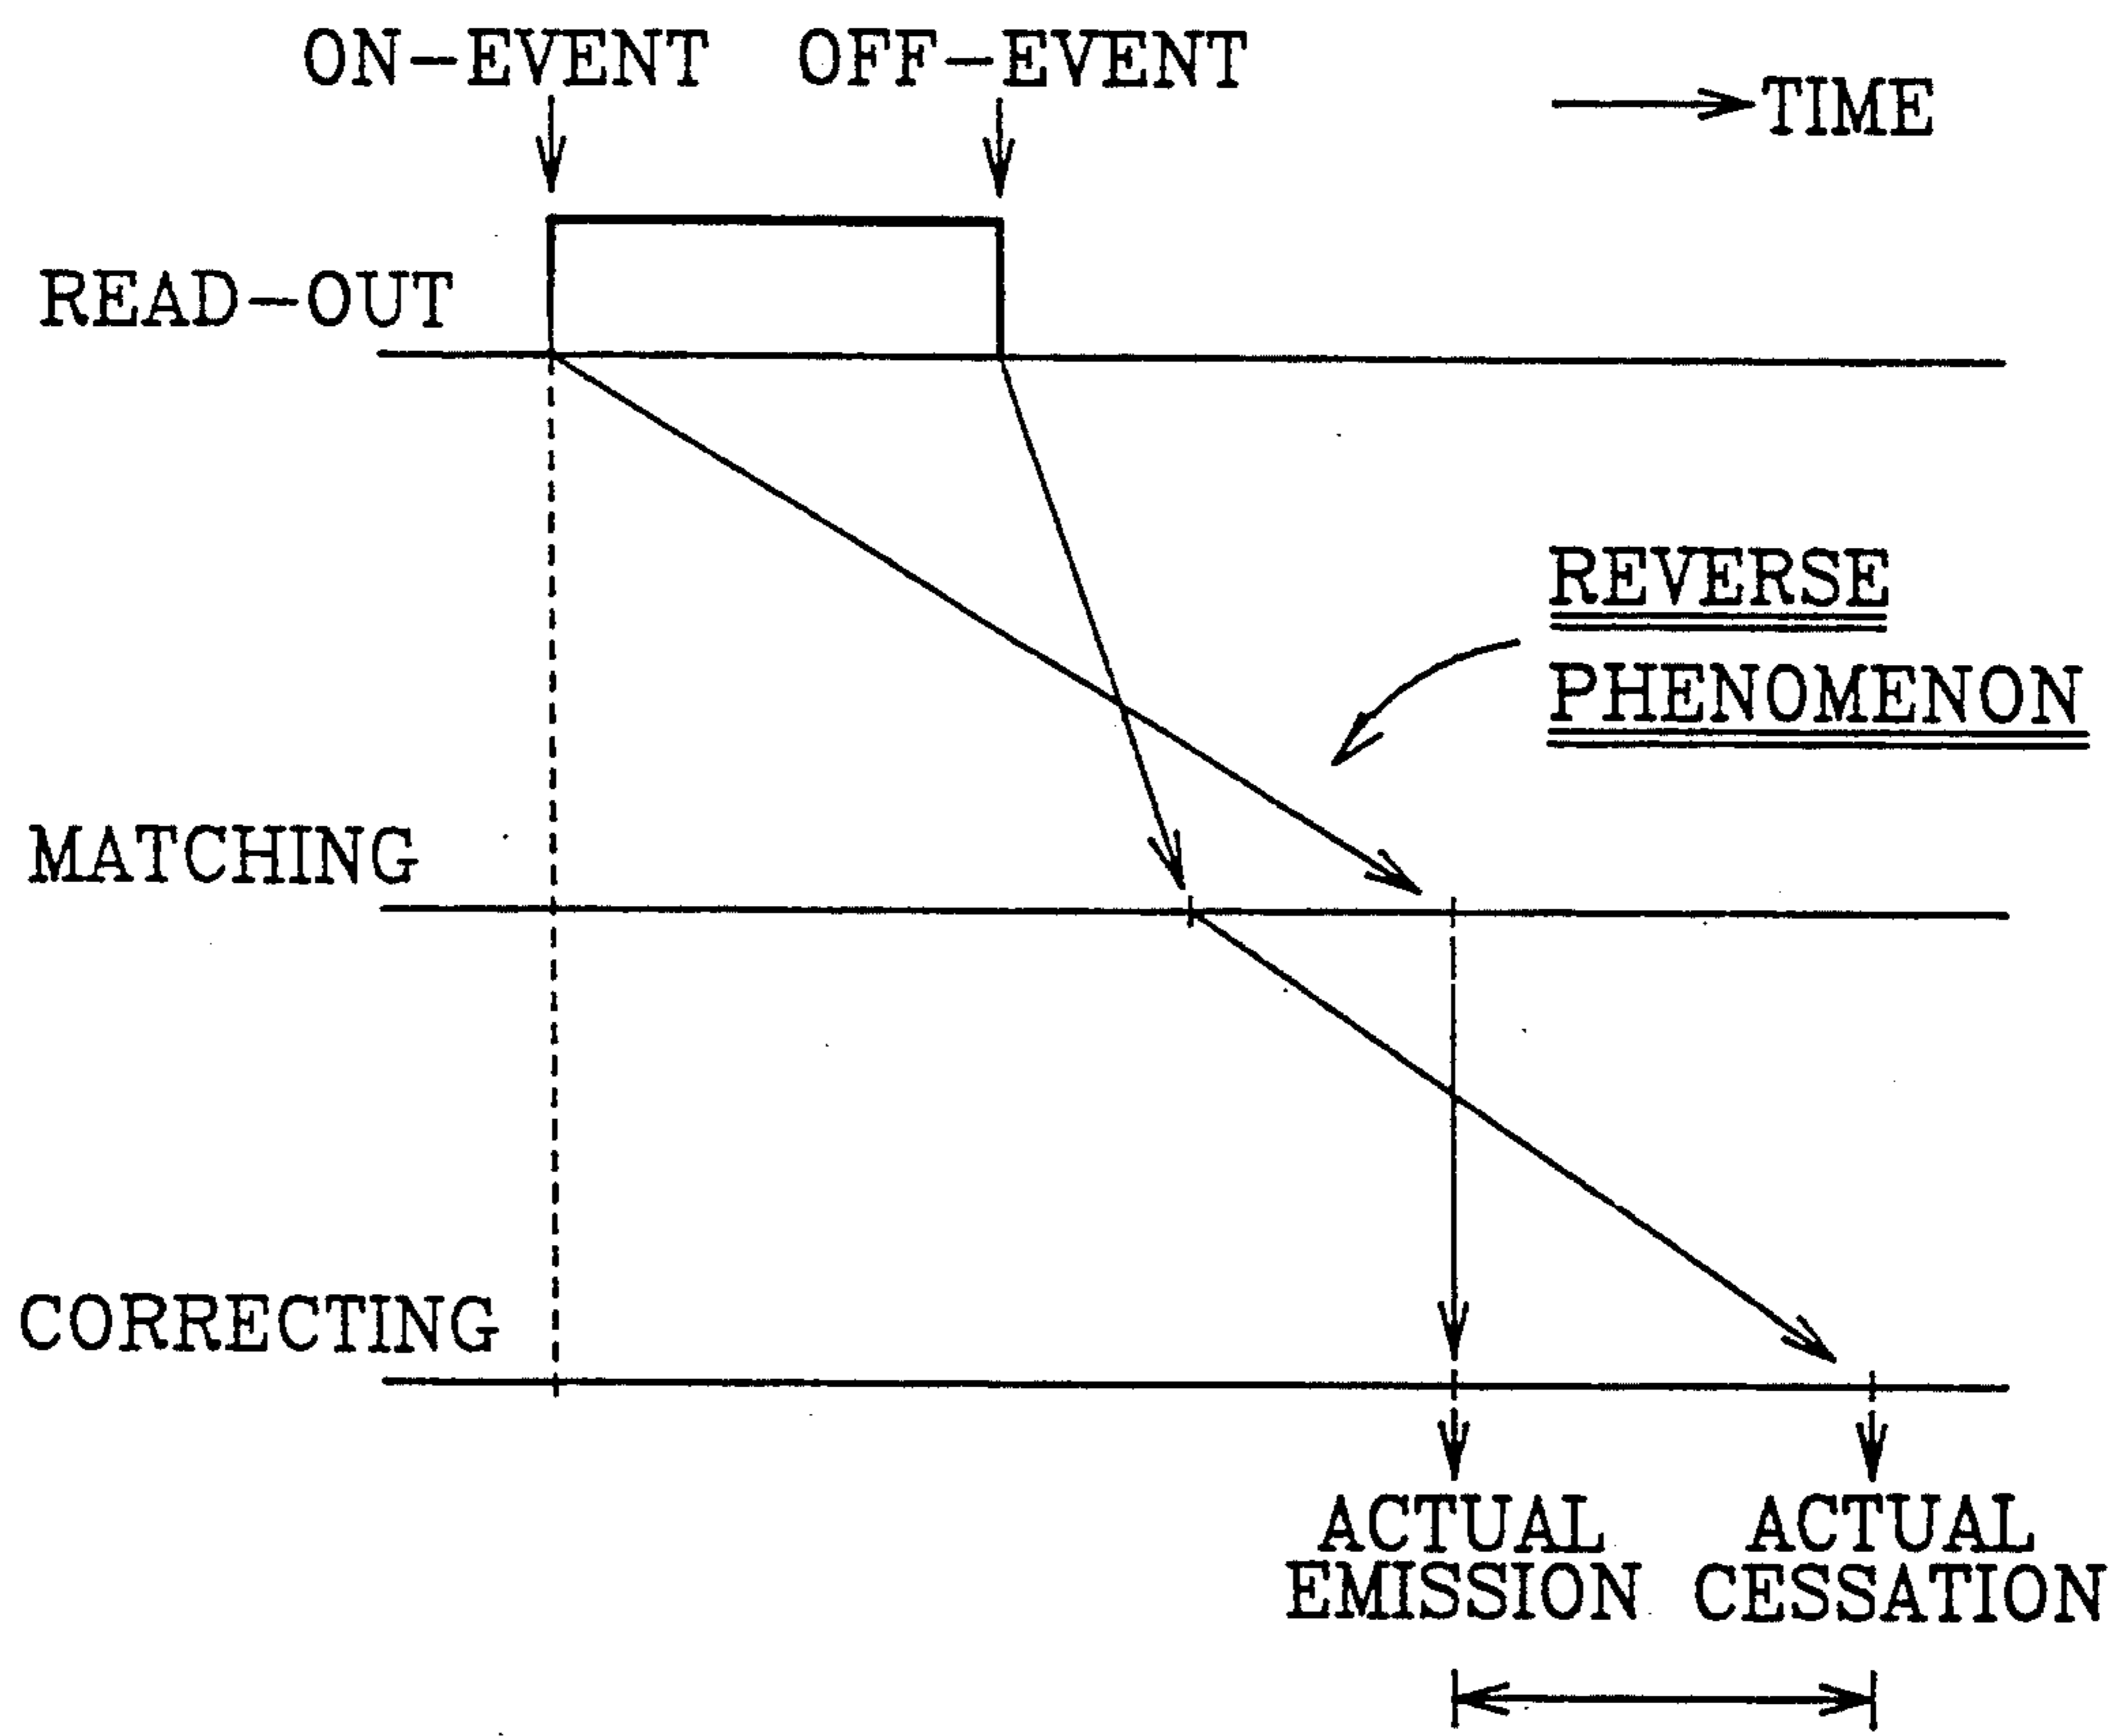 ON-EVENT
OFF-EVENT
TIME
READ-OUT
REVERSE
PHENOMENON
MATCHING
CORRECTING
ACTUAL
EMISSION
ACTUAL
CESSATION